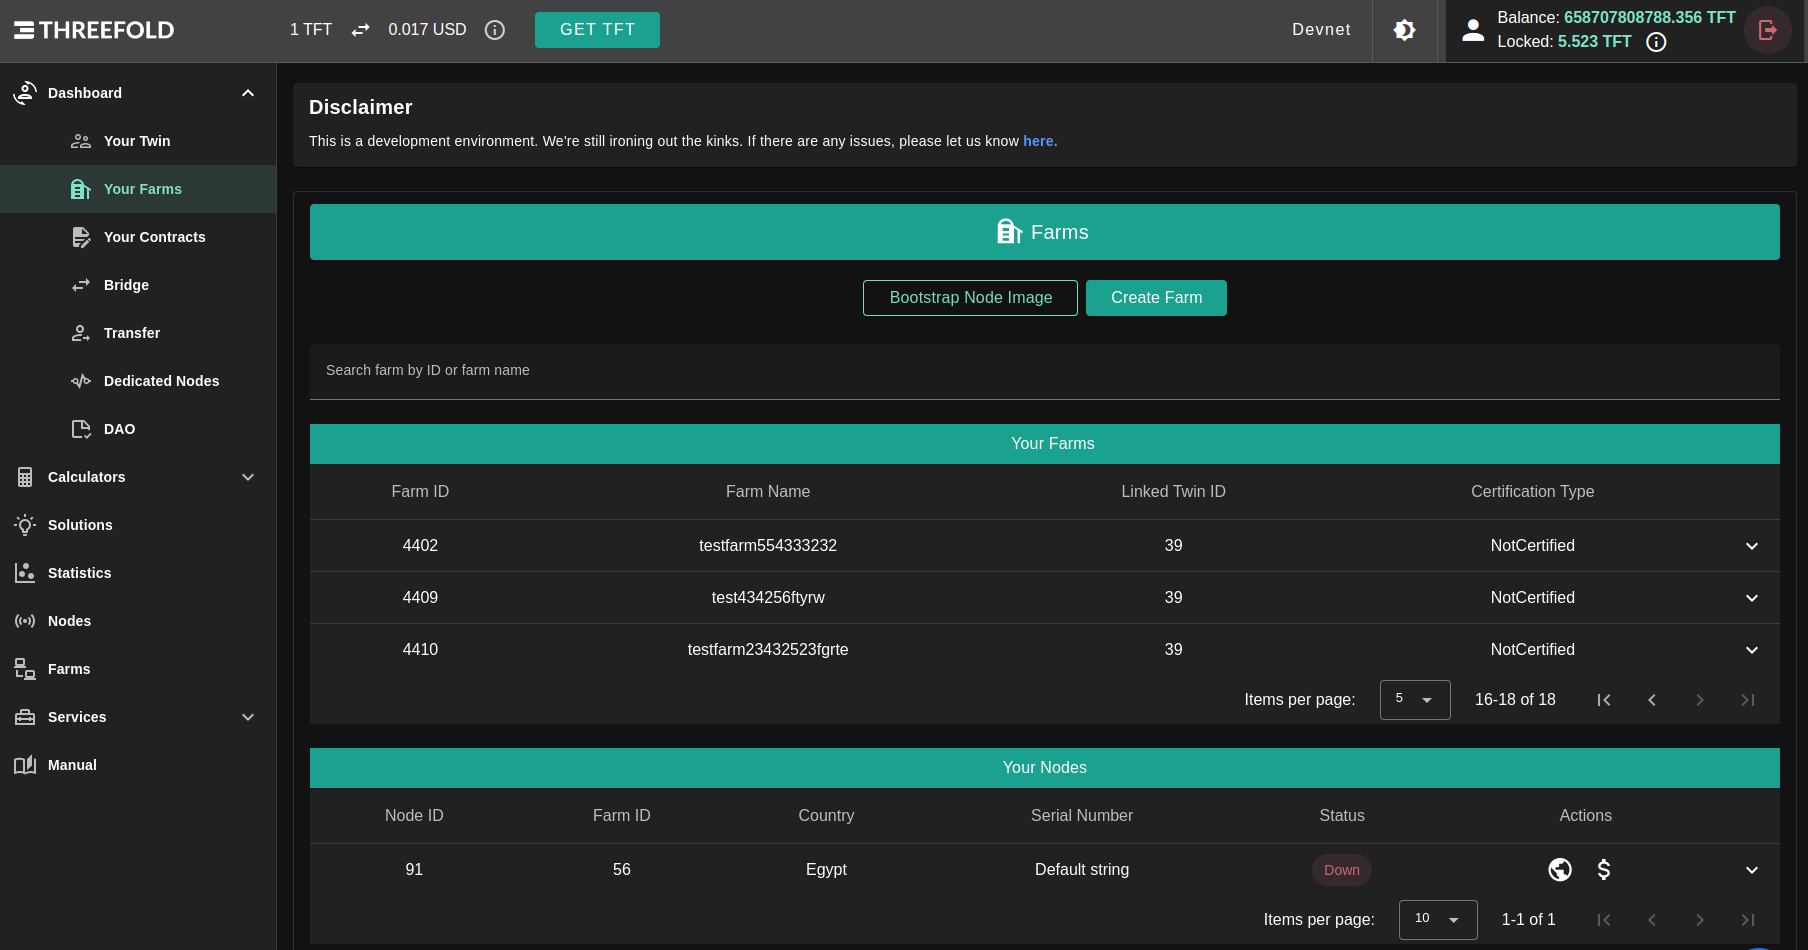 THREEFOLD
1 TFT
0.017 USD
GET TFT
Devnet
Balance: 658707808788.356 TFT
Locked: 5.523 TFT
Dashboard
Your Twin
Your Farms
Your Contracts
Bridge
Transfer
Dedicated Nodes
DAO
Calculators
Solutions
Statistics
Nodes
Farms
Services
Manual
Disclaimer
This is a development environment. We're still ironing out the kinks. If there are any issues, please let us know here.
Farms
Bootstrap Node Image
Create Farm
Search farm by ID or farm name
Your Farms
Farm ID Farm Name Linked Twin ID Certification Type
4402 testfarm554333232 39 NotCertified
4409 test434256ftyrw 39 NotCertified
4410 testfarm23432523fgrte 39 NotCertified
Items per page: 5 16-18 of 18
Your Nodes
Node ID Farm ID Country Serial Number Status Actions
91 56 Egypt Default string Down
Items per page: 10 1-1 of 1